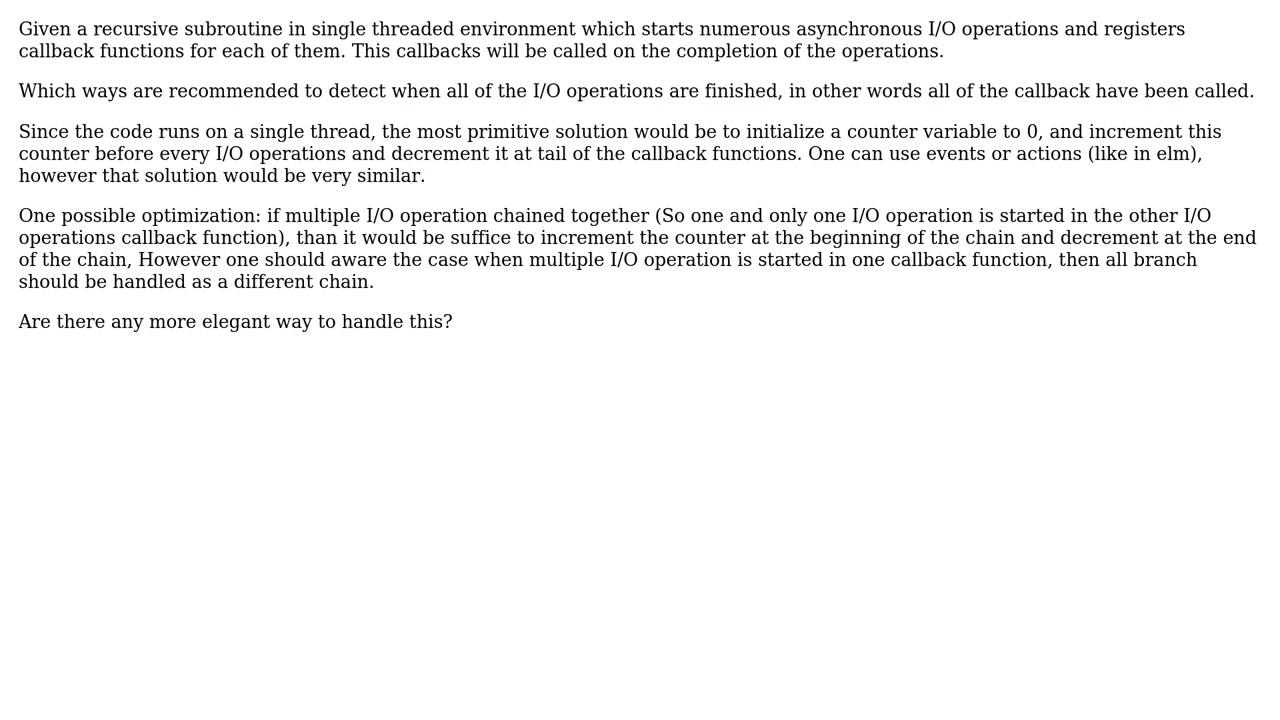 Given a recursive subroutine in single threaded environment which starts numerous asynchronous I/O operations and registers
callback functions for each of them. This callbacks will be called on the completion of the operations.
Which ways are recommended to detect when all of the I/O operations are finished, in other words all of the callback have been called.
Since the code runs on a single thread, the most primitive solution would be to initialize a counter variable to 0, and increment this
counter before every I/O operations and decrement it at tail of the callback functions. One can use events or actions (like in elm),
however that solution would be very similar.
One possible optimization: if multiple I/O operation chained together (So one and only one I/O operation is started in the other I/O
operations callback function), than it would be suffice to increment the counter at the beginning of the chain and decrement at the end
of the chain, However one should aware the case when multiple I/O operation is started in one callback function, then all branch
should be handled as a different chain.
Are there any more elegant way to handle this?